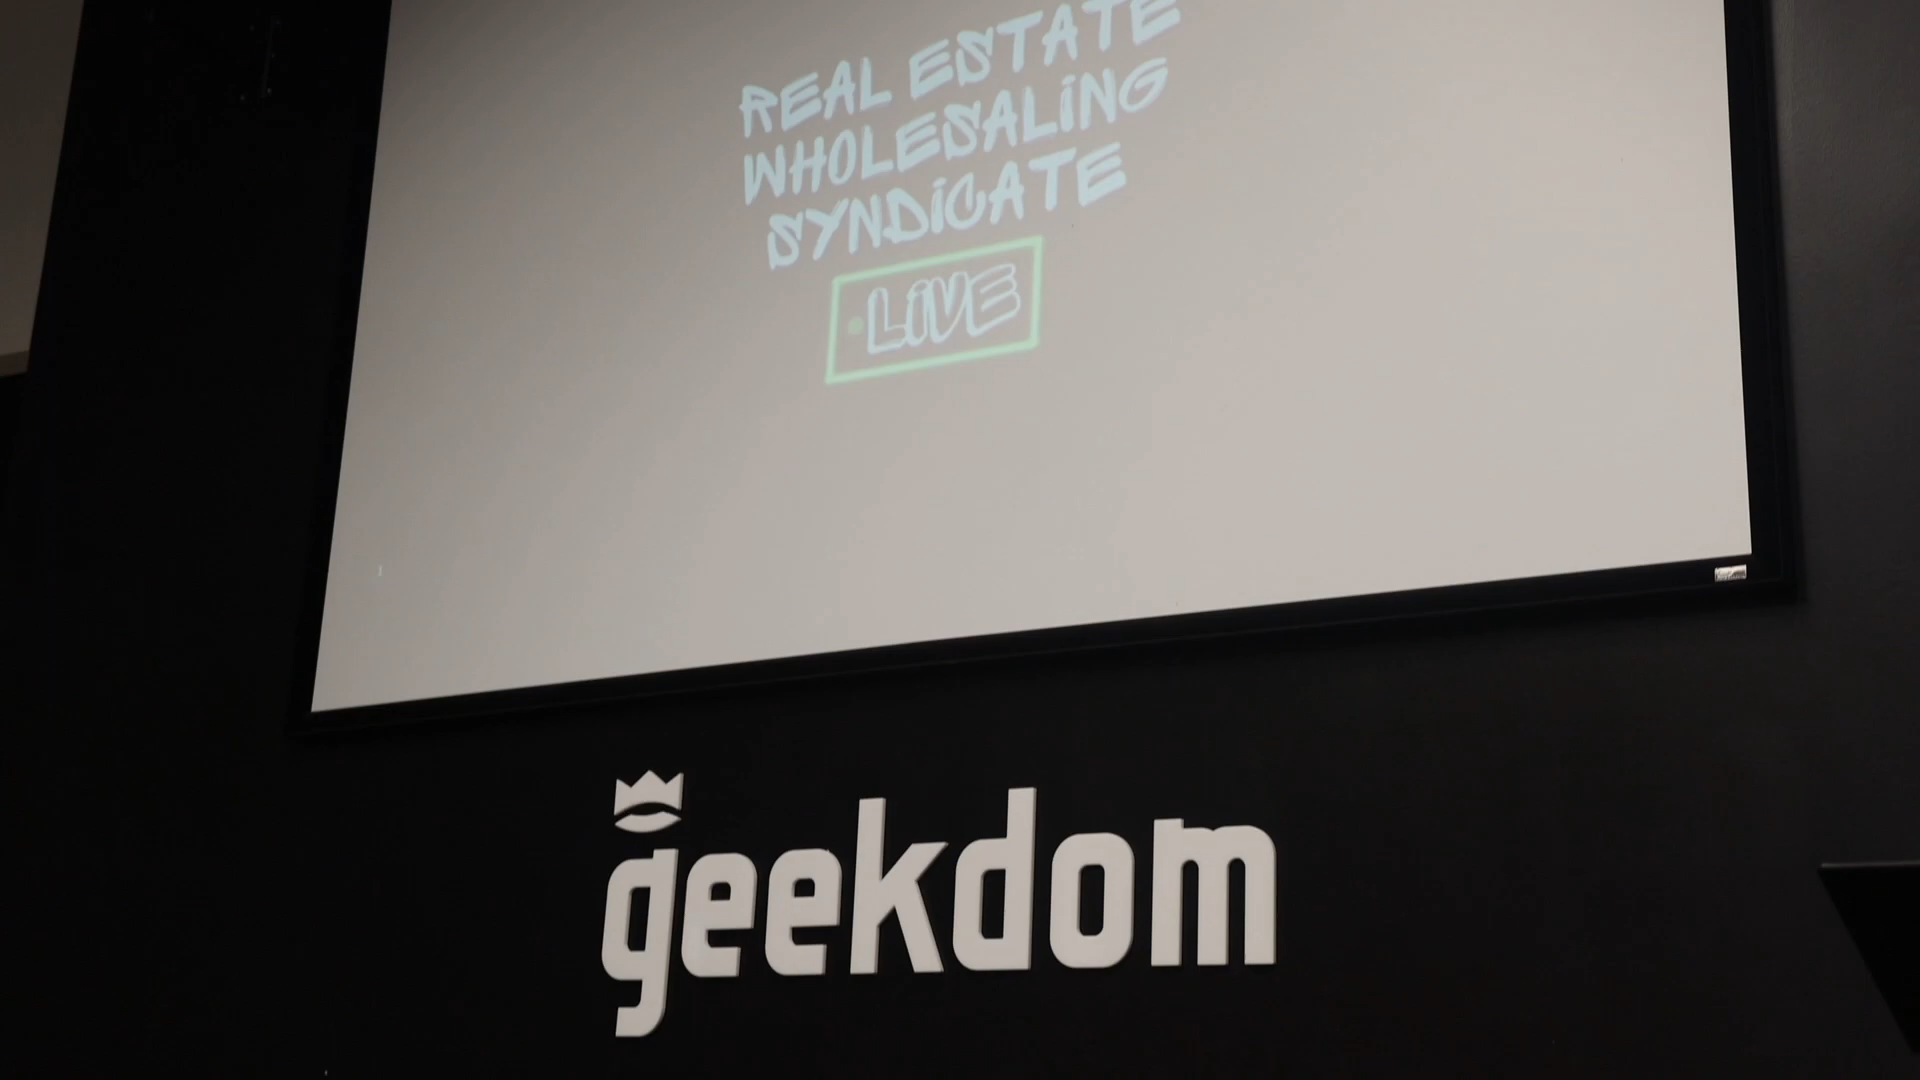 REAL ESTATE
WHOLESALING
SYNDICATE
LIVE
geekdom